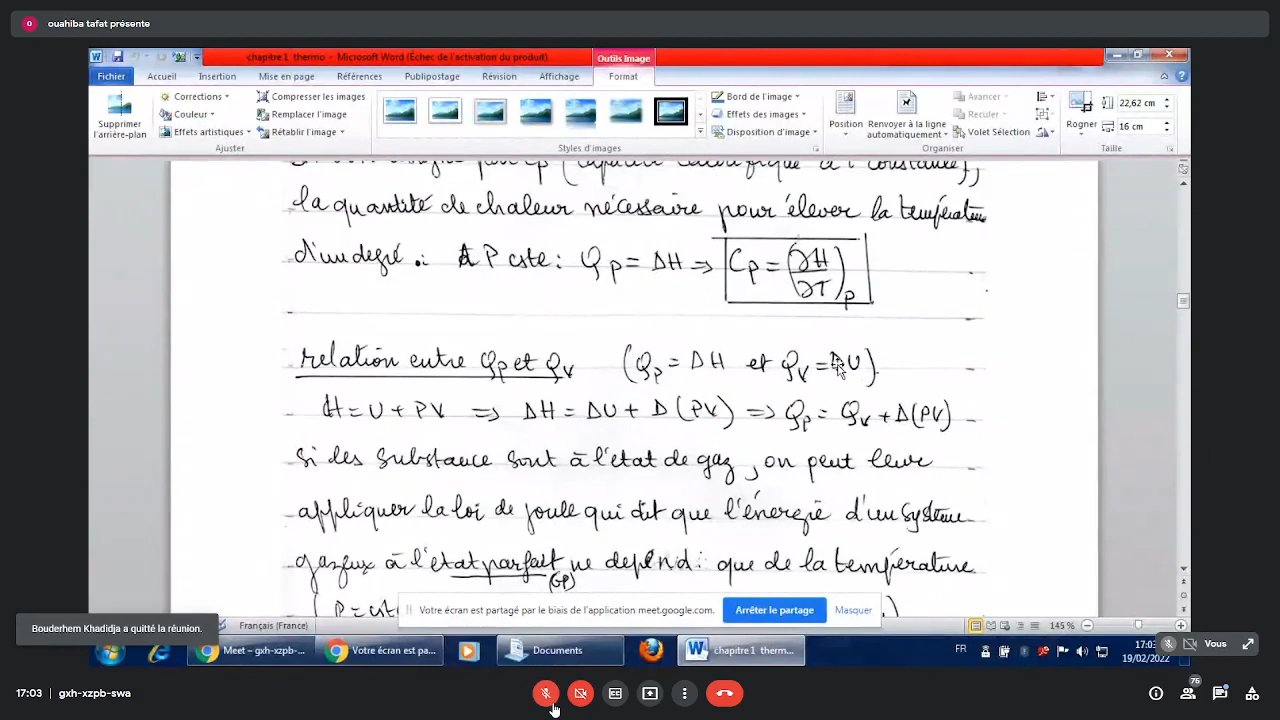 ouahiba tafat présente
chapitre 1 thermo - Microsoft Word (Échec de l'activation du produit)
Outils Image
Fichier Accueil Insertion Mise en page Références Publipostage Révision Affichage Format
Supprimer l'arrière-plan
Corrections
Couleur
Effets artistiques
Compresser les images
Remplacer l'image
Rétablir l'image
Ajuster
Styles d'images
Bord de l'image
Effets des images
Disposition d'image
Position
Renvoyer à la ligne automatiquement
Avancer
Reculer
Volet Sélection
Organiser
Rogner
22,62 cm
16 cm
Taille
la quantité de chaleur nécessaire pour élever la température
d'un degré : A P cste : Qp = ΔH ⇒ Cp = (∂H/∂T)p
relation entre Qp et Qv (Qp = ΔH et Qv = ΔU).
H = U + PV ⇒ ΔH = ΔU + Δ(PV) ⇒ Qp = Qv + Δ(PV)
si les substance sont à l'état de gaz, on peut leur
appliquer la loi de joule qui dit que l'énergie d'un système
gazeux à l'état parfait ne dépend : que de la température
(GP)
Votre écran est partagé par le biais de l'application meet.google.com. Arrêter le partage Masquer
Bouderhem Khadidja a quitté la réunion.
Français (France)
145 %
Meet – gxh-xzpb-... Votre écran est pa... Documents chapitre 1 therm...
FR
17:03
19/02/2022
Vous
17:03 gxh-xzpb-swa
75